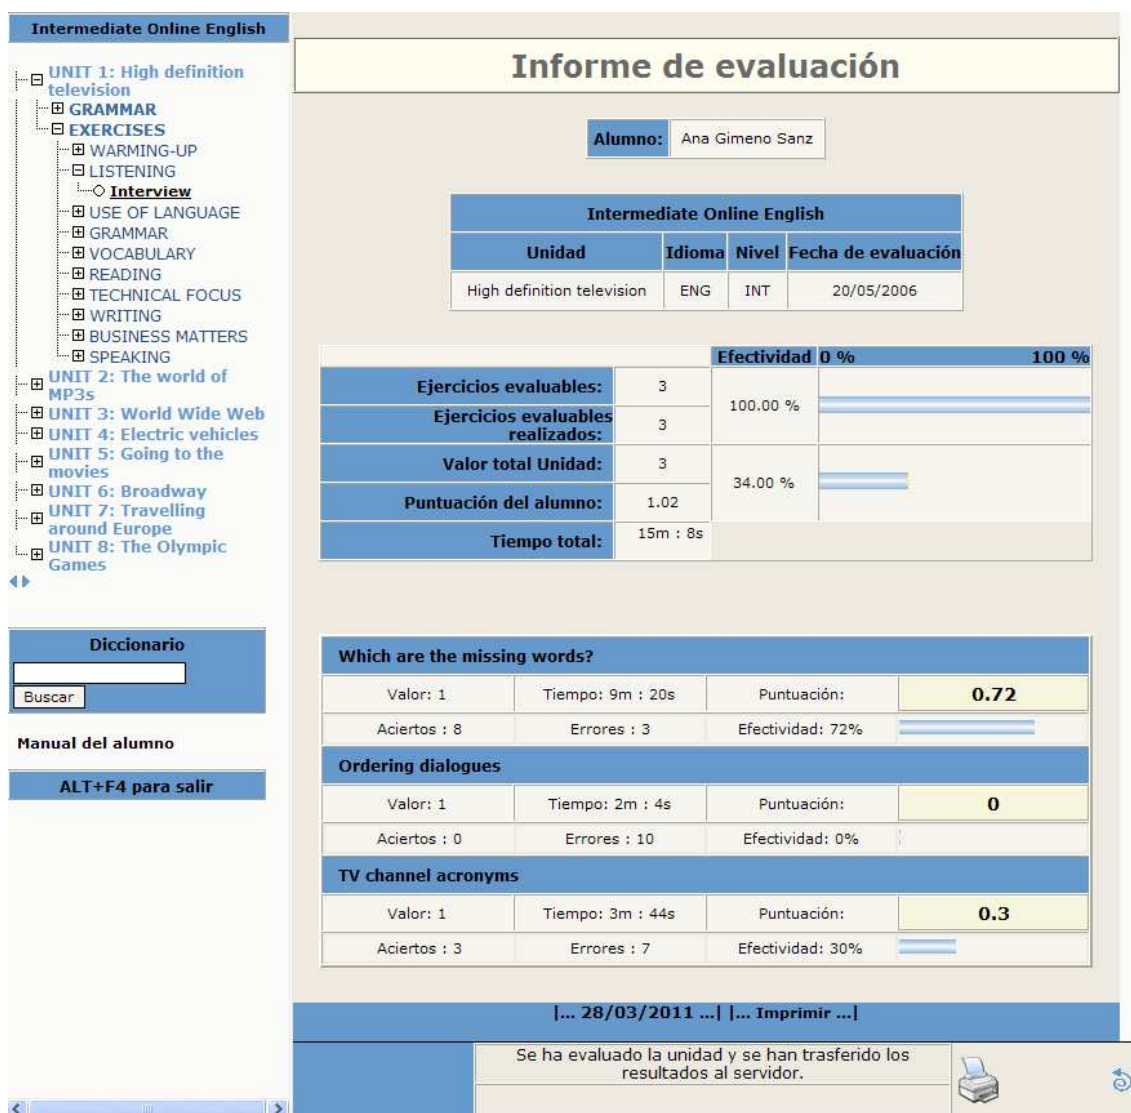 Intermediate Online English
UNIT 1: High definition
television
GRAMMAR
EXERCISES
WARMING-UP
LISTENING
Interview
USE OF LANGUAGE
GRAMMAR
VOCABULARY
READING
TECHNICAL FOCUS
WRITING
BUSINESS MATTERS
SPEAKING
UNIT 2: The world of
MP3s
UNIT 3: World Wide Web
UNIT 4: Electric vehicles
UNIT 5: Going to the
movies
UNIT 6: Broadway
UNIT 7: Travelling
around Europe
UNIT 8: The Olympic
Games
Diccionario
Buscar
Manual del alumno
ALT+F4 para salir
Informe de evaluación
Alumno: Ana Gimeno Sanz
Intermediate Online English
Unidad Idioma Nivel Fecha de evaluación
High definition television ENG INT 20/05/2006
Efectividad 0 % 100 %
Ejercicios evaluables: 3
100.00 %
Ejercicios evaluables
realizados: 3
Valor total Unidad: 3
34.00 %
Puntuación del alumno: 1.02
Tiempo total: 15m : 8s
Which are the missing words?
Valor: 1 Tiempo: 9m : 20s Puntuación: 0.72
Aciertos : 8 Errores : 3 Efectividad: 72%
Ordering dialogues
Valor: 1 Tiempo: 2m : 4s Puntuación: 0
Aciertos : 0 Errores : 10 Efectividad: 0%
TV channel acronyms
Valor: 1 Tiempo: 3m : 44s Puntuación: 0.3
Aciertos : 3 Errores : 7 Efectividad: 30%
|... 28/03/2011 ...| |... Imprimir ...|
Se ha evaluado la unidad y se han trasferido los
resultados al servidor.